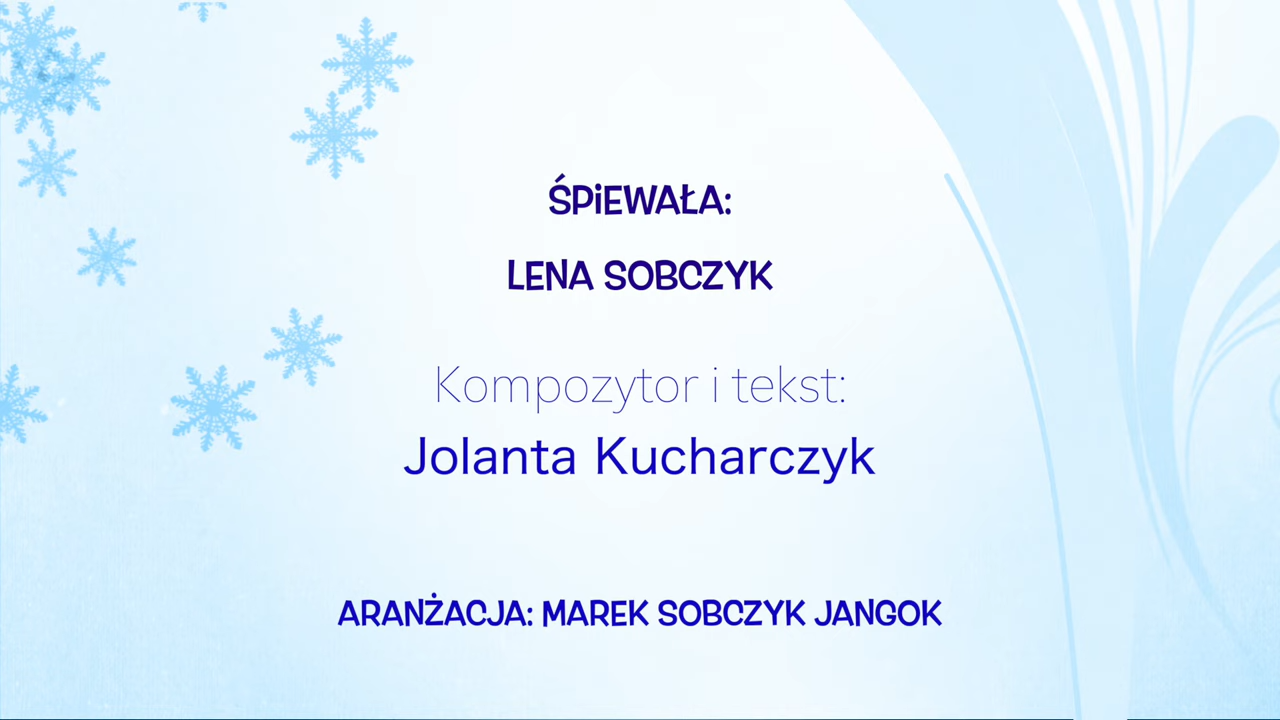 ŚPiEWAŁA:
LENA SOBCZYK
Kompozytor i tekst:
Jolanta Kucharczyk
ARANŻACJA: MAREK SOBCZYK JANGOK